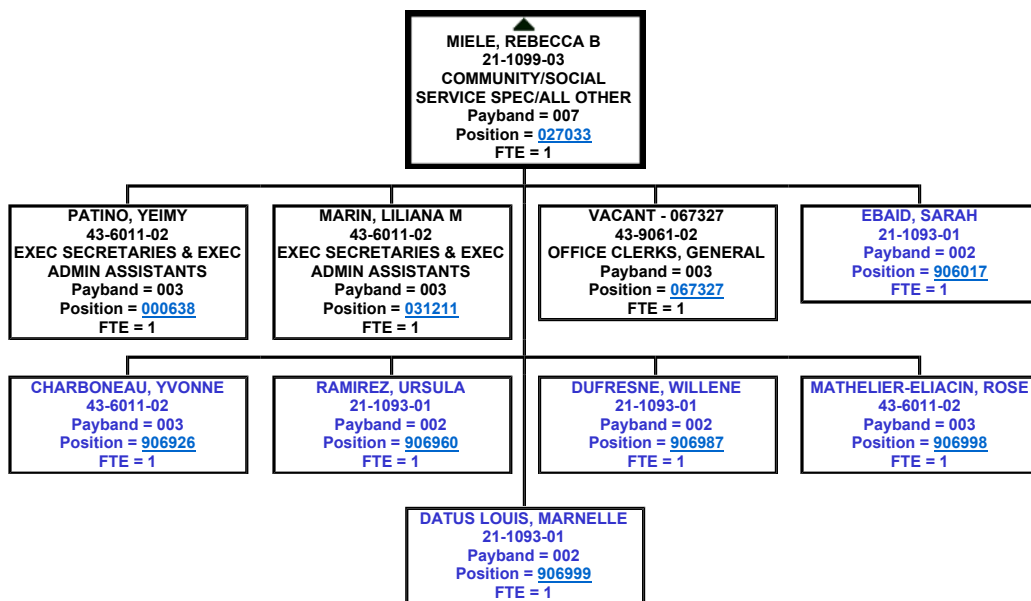 MIELE, REBECCA B
21-1099-03
COMMUNITY/SOCIAL
SERVICE SPEC/ALL OTHER
Payband = 007
Position = 027033
FTE = 1
PATINO, YEIMY
43-6011-02
EXEC SECRETARIES & EXEC
ADMIN ASSISTANTS
Payband = 003
Position = 000638
FTE = 1
MARIN, LILIANA M
43-6011-02
EXEC SECRETARIES & EXEC
ADMIN ASSISTANTS
Payband = 003
Position = 031211
FTE = 1
VACANT - 067327
43-9061-02
OFFICE CLERKS, GENERAL
Payband = 003
Position = 067327
FTE = 1
EBAID, SARAH
21-1093-01
Payband = 002
Position = 906017
FTE = 1
CHARBONEAU, YVONNE
43-6011-02
Payband = 003
Position = 906926
FTE = 1
RAMIREZ, URSULA
21-1093-01
Payband = 002
Position = 906960
FTE = 1
DUFRESNE, WILLENE
21-1093-01
Payband = 002
Position = 906987
FTE = 1
MATHELIER-ELIACIN, ROSE
43-6011-02
Payband = 003
Position = 906998
FTE = 1
DATUS LOUIS, MARNELLE
21-1093-01
Payband = 002
Position = 906999
FTE = 1